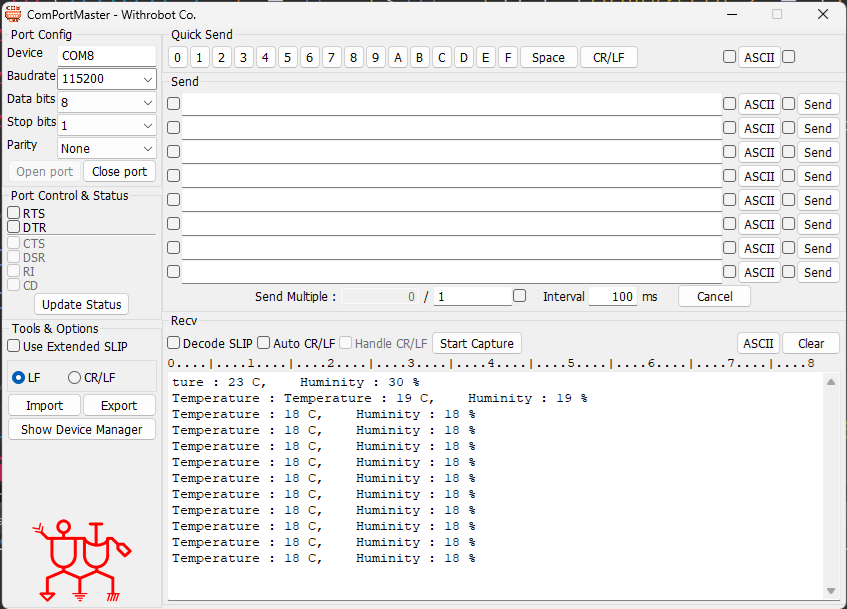 ComPortMaster - Withrobot Co.
Port Config
Device COM8
Baudrate 115200
Data bits 8
Stop bits 1
Parity None
Open port Close port
Port Control & Status
RTS
DTR
CTS
DSR
RI
CD
Update Status
Tools & Options
Use Extended SLIP
LF CR/LF
Import Export
Show Device Manager
Quick Send
0 1 2 3 4 5 6 7 8 9 A B C D E F Space CR/LF ASCII
Send
ASCII Send
ASCII Send
ASCII Send
ASCII Send
ASCII Send
ASCII Send
ASCII Send
ASCII Send
Send Multiple : 0 / 1 Interval 100 ms Cancel
Recv
Decode SLIP Auto CR/LF Handle CR/LF Start Capture ASCII Clear
0....|....1....|....2....|....3....|....4....|....5....|....6....|....7....|....8
ture : 23 C, Huminity : 30 %
Temperature : Temperature : 19 C, Huminity : 19 %
Temperature : 18 C, Huminity : 18 %
Temperature : 18 C, Huminity : 18 %
Temperature : 18 C, Huminity : 18 %
Temperature : 18 C, Huminity : 18 %
Temperature : 18 C, Huminity : 18 %
Temperature : 18 C, Huminity : 18 %
Temperature : 18 C, Huminity : 18 %
Temperature : 18 C, Huminity : 18 %
Temperature : 18 C, Huminity : 18 %
Temperature : 18 C, Huminity : 18 %